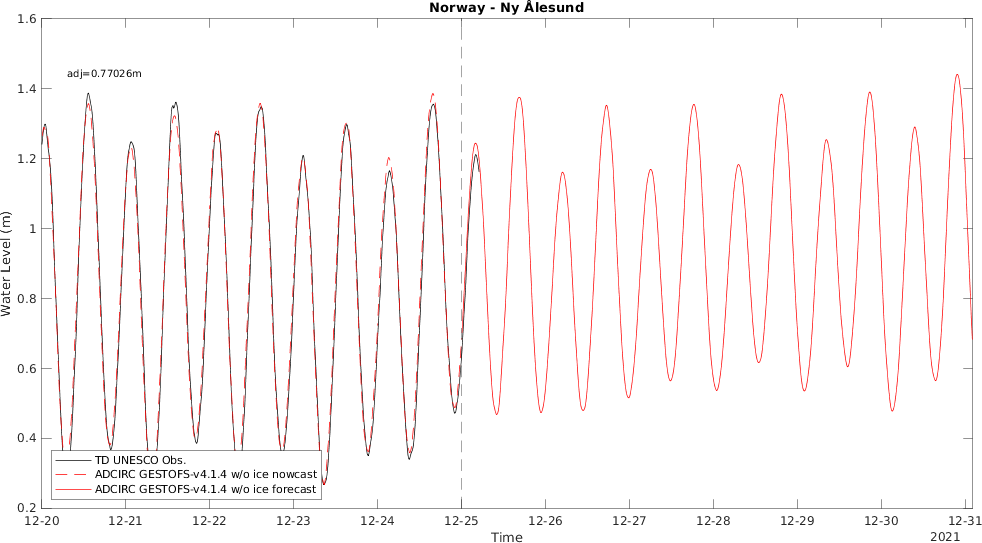 Norway - Ny Ålesund
1.6
1.4
1.2
1
0.8
0.6
0.4
0.2
Water Level (m)
adj=0.77026m
TD UNESCO Obs.
ADCIRC GESTOFS-v4.1.4 w/o ice nowcast
ADCIRC GESTOFS-v4.1.4 w/o ice forecast
12-20 12-21 12-22 12-23 12-24 12-25 12-26 12-27 12-28 12-29 12-30 12-31
Time
2021